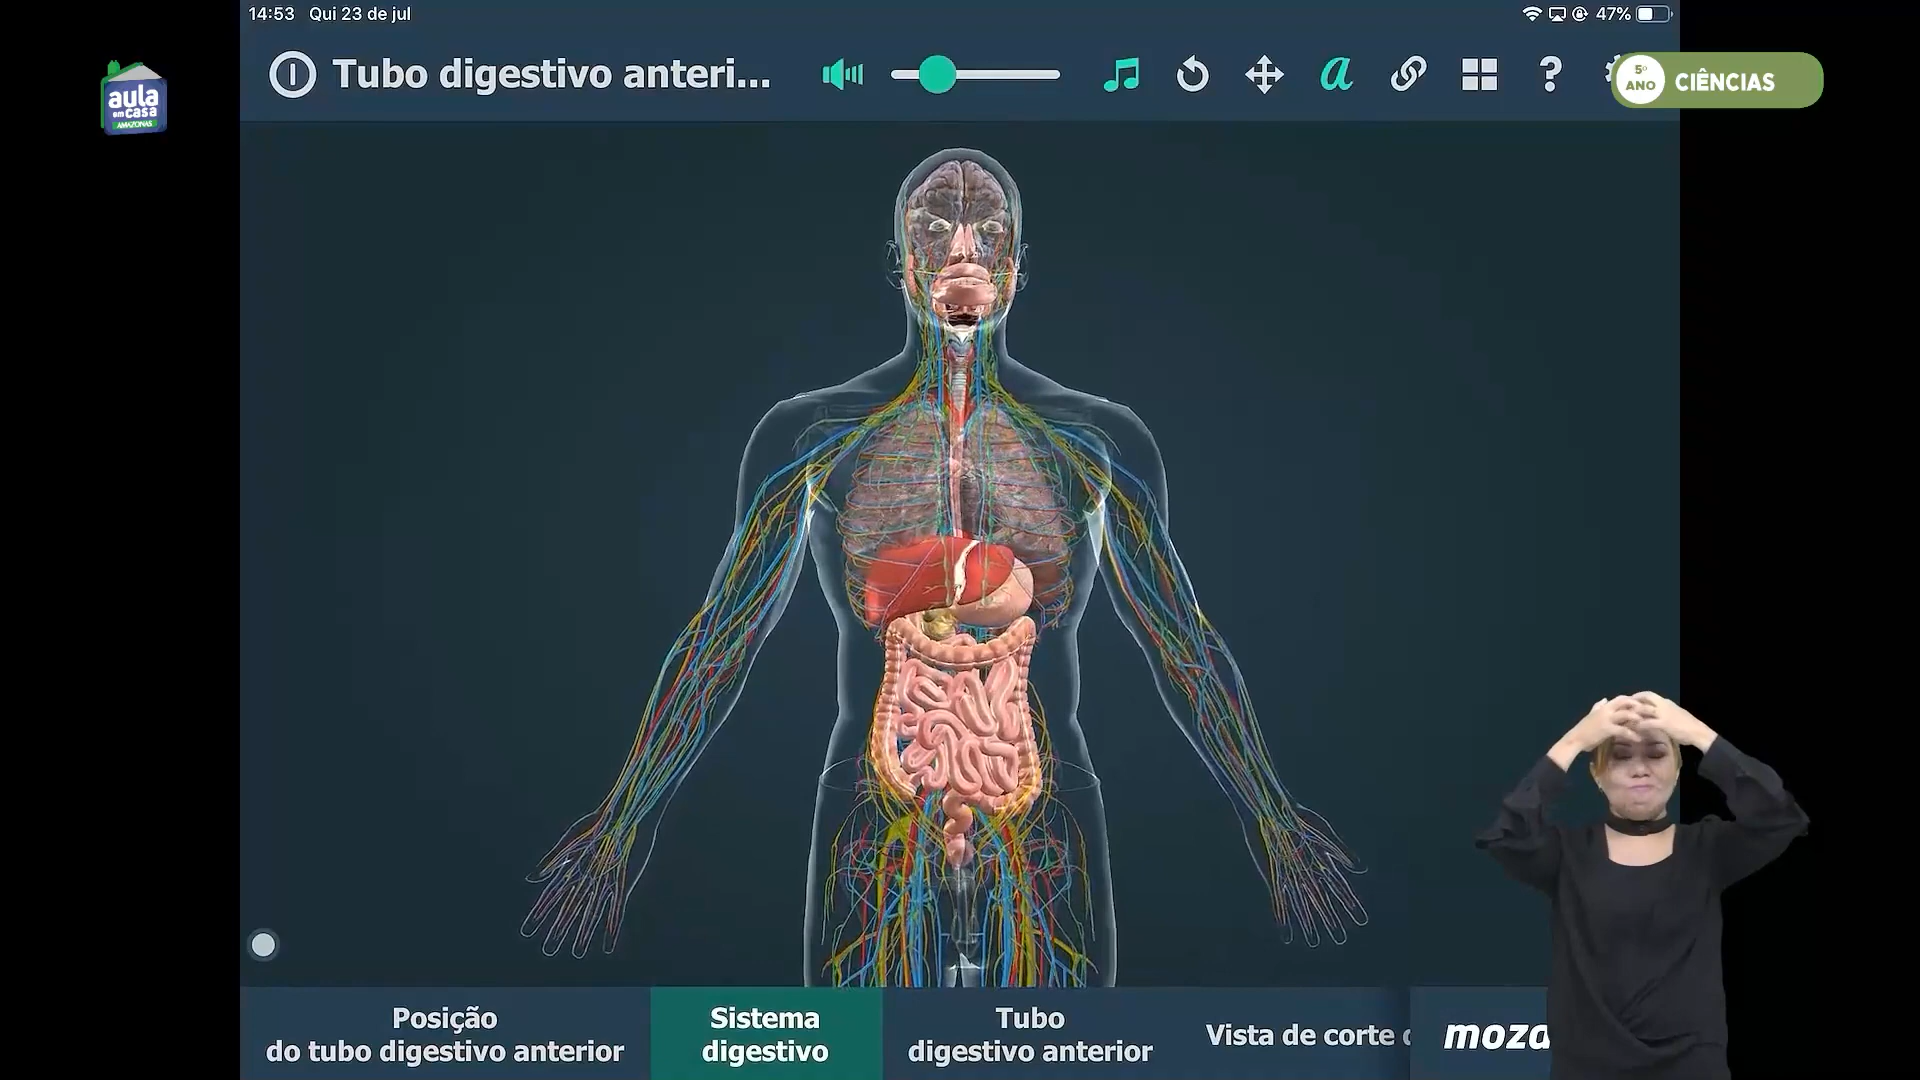 14:53 Qui 23 de jul
47%
Tubo digestivo anteri...
a
?
5º
ANO
CIÊNCIAS
aula
em casa
AMAZONAS
Posição
do tubo digestivo anterior
Sistema
digestivo
Tubo
digestivo anterior
Vista de corte
moza